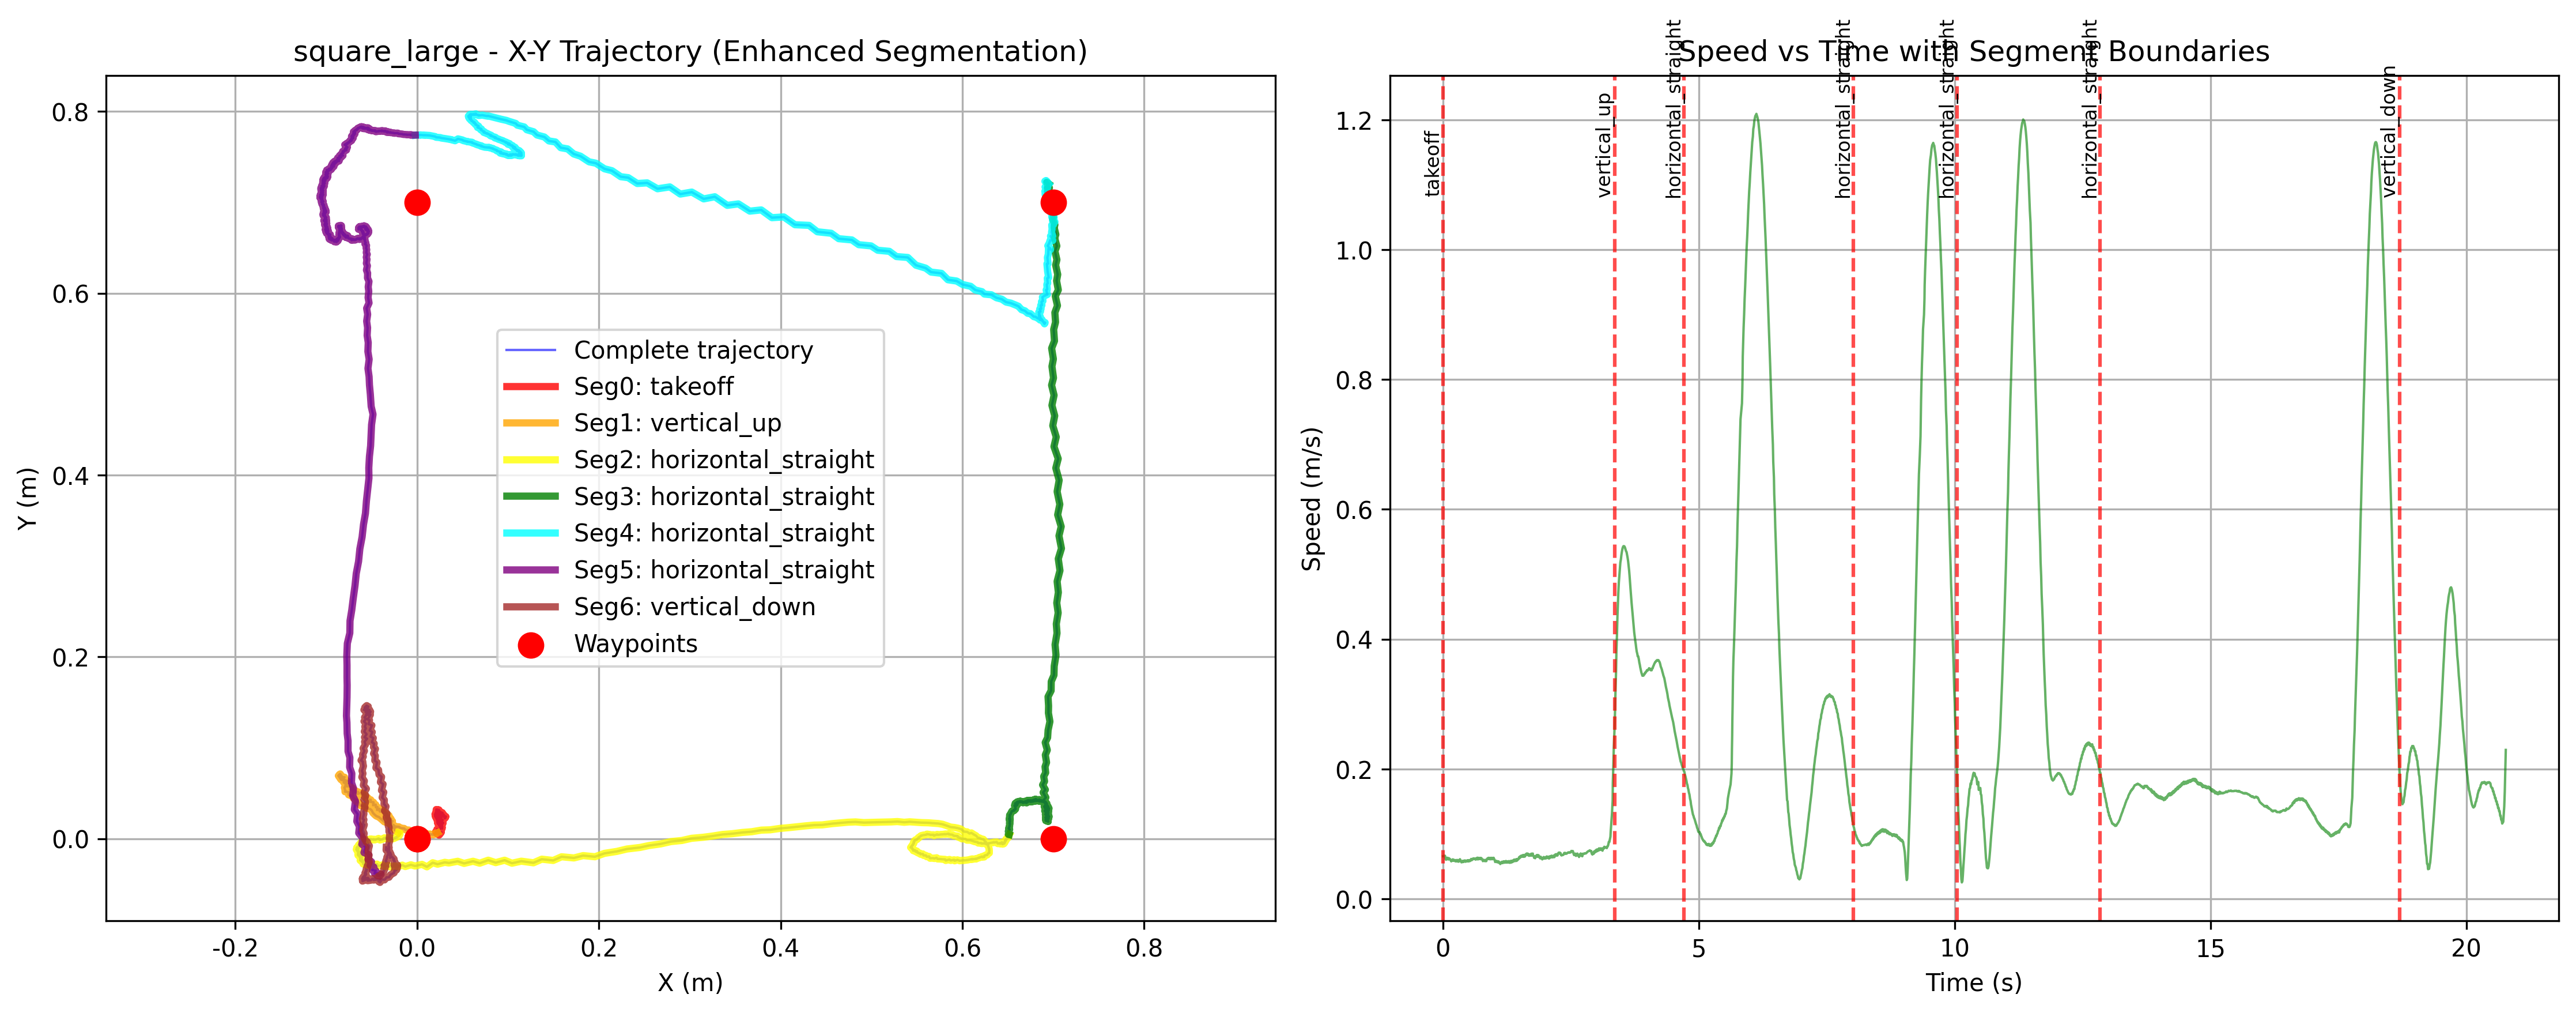 square_large - X-Y Trajectory (Enhanced Segmentation)
0.8
0.6
0.4
0.2
0.0
Y (m)
-0.2
0.0
0.2
0.4
0.6
0.8
X (m)
Complete trajectory
Seg0: takeoff
Seg1: vertical_up
Seg2: horizontal_straight
Seg3: horizontal_straight
Seg4: horizontal_straight
Seg5: horizontal_straight
Seg6: vertical_down
Waypoints
Speed vs Time with Segment Boundaries
takeoff
vertical_up
horizontal_straight
horizontal_straight
horizontal_straight
horizontal_straight
vertical_down
1.2
1.0
0.8
0.6
0.4
0.2
0.0
Speed (m/s)
0
5
10
15
20
Time (s)